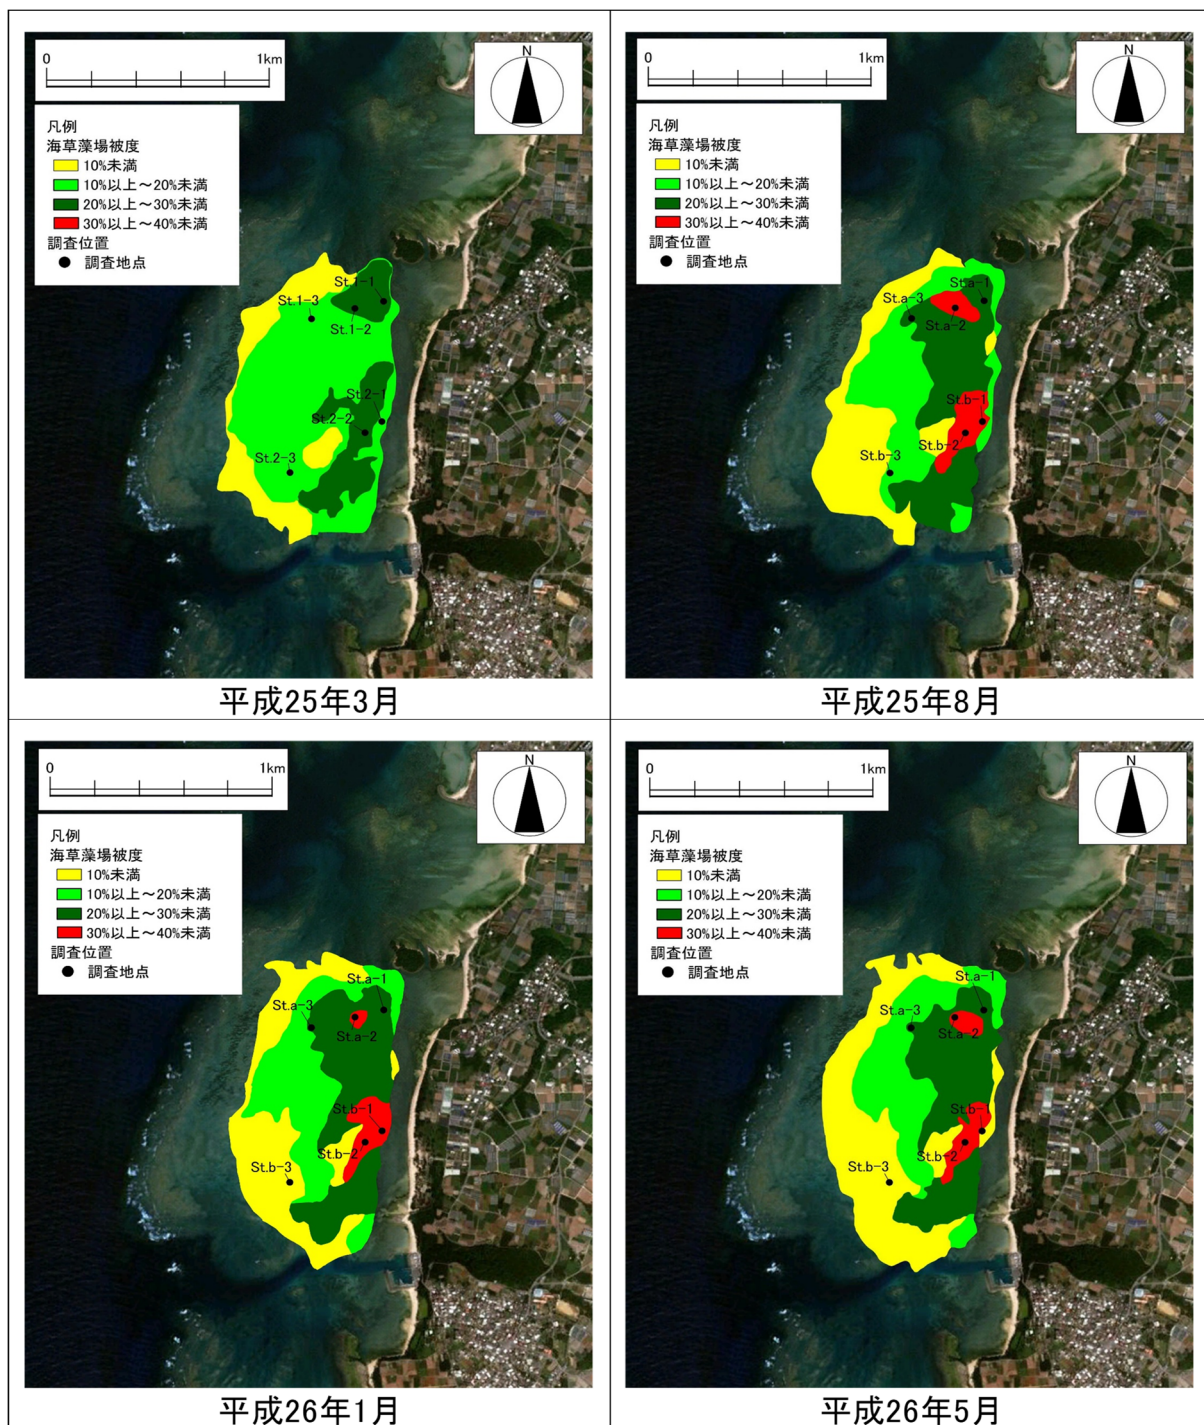 0 1km
N
凡例
海草藻場被度
10%未満
10%以上～20%未満
20%以上～30%未満
30%以上～40%未満
調査位置
調査地点
St.1-1
St.1-3
St.1-2
St.2-1
St.2-2
St.2-3
平成25年3月
0 1km
N
凡例
海草藻場被度
10%未満
10%以上～20%未満
20%以上～30%未満
30%以上～40%未満
調査位置
調査地点
St.a-1
St.a-3
St.a-2
St.b-1
St.b-2
St.b-3
平成25年8月
0 1km
N
凡例
海草藻場被度
10%未満
10%以上～20%未満
20%以上～30%未満
30%以上～40%未満
調査位置
調査地点
St.a-1
St.a-3
St.a-2
St.b-1
St.b-2
St.b-3
平成26年1月
0 1km
N
凡例
海草藻場被度
10%未満
10%以上～20%未満
20%以上～30%未満
30%以上～40%未満
調査位置
調査地点
St.a-1
St.a-3
St.a-2
St.b-1
St.b-2
St.b-3
平成26年5月